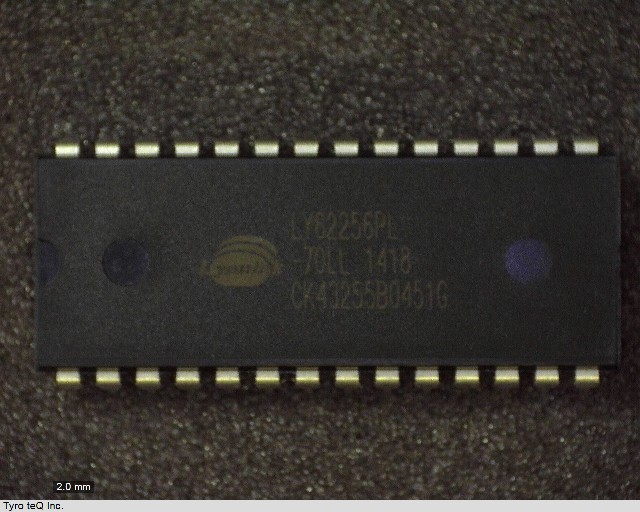 LY62256PL
-70LL 1418
CK43255B0451G
2.0 mm
Tyro teQ Inc.